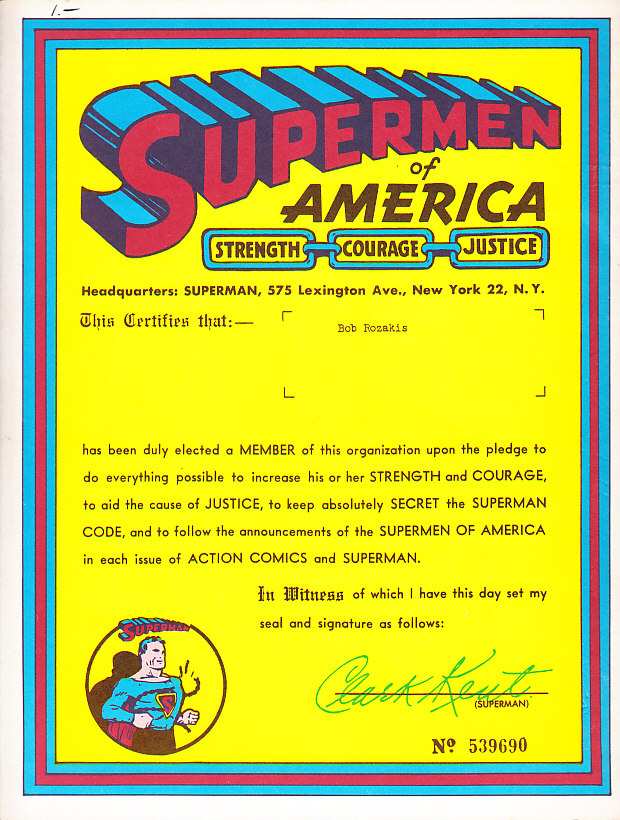 1.—
SUPERMEN
of
AMERICA
STRENGTH COURAGE JUSTICE
Headquarters: SUPERMAN, 575 Lexington Ave., New York 22, N.Y.
This Certifies that:—
Bob Rozakis
has been duly elected a MEMBER of this organization upon the pledge to
do everything possible to increase his or her STRENGTH and COURAGE,
to aid the cause of JUSTICE, to keep absolutely SECRET the SUPERMAN
CODE, and to follow the announcements of the SUPERMEN OF AMERICA
in each issue of ACTION COMICS and SUPERMAN.
In Witness of which I have this day set my
seal and signature as follows:
SUPERMAN
Clark Kent
(SUPERMAN)
Nº 539690